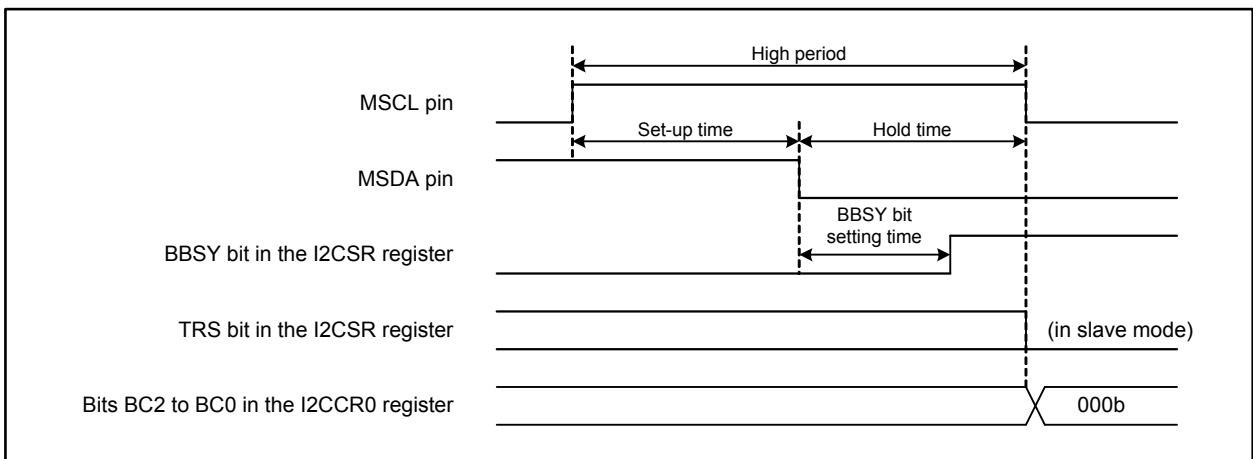 High period
MSCL pin
Set-up time
Hold time
MSDA pin
BBSY bit
setting time
BBSY bit in the I2CSR register
TRS bit in the I2CSR register
(in slave mode)
Bits BC2 to BC0 in the I2CCR0 register
000b